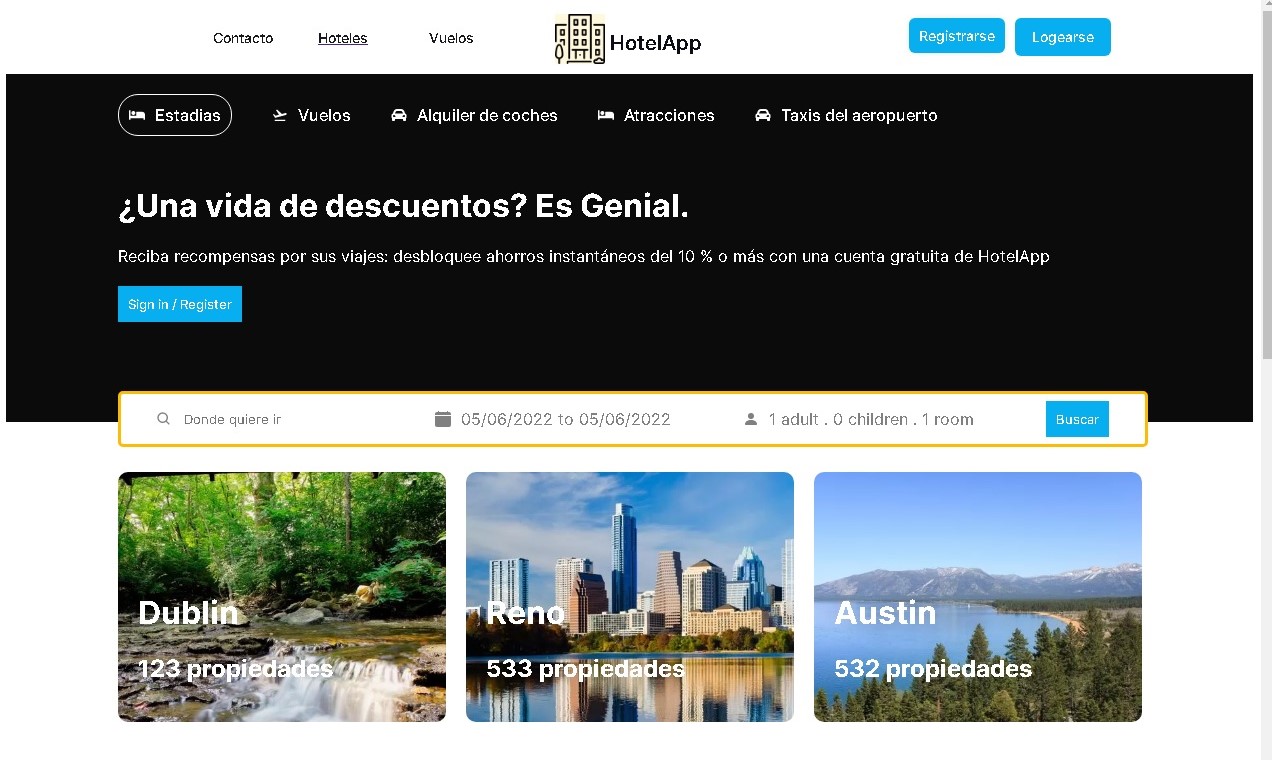 Contacto Hoteles Vuelos HotelApp Registrarse Logearse
Estadias Vuelos Alquiler de coches Atracciones Taxis del aeropuerto
¿Una vida de descuentos? Es Genial.
Reciba recompensas por sus viajes: desbloquee ahorros instantáneos del 10 % o más con una cuenta gratuita de HotelApp
Sign in / Register
Donde quiere ir 05/06/2022 to 05/06/2022 1 adult . 0 children . 1 room Buscar
Dublin Reno Austin
123 propiedades 533 propiedades 532 propiedades